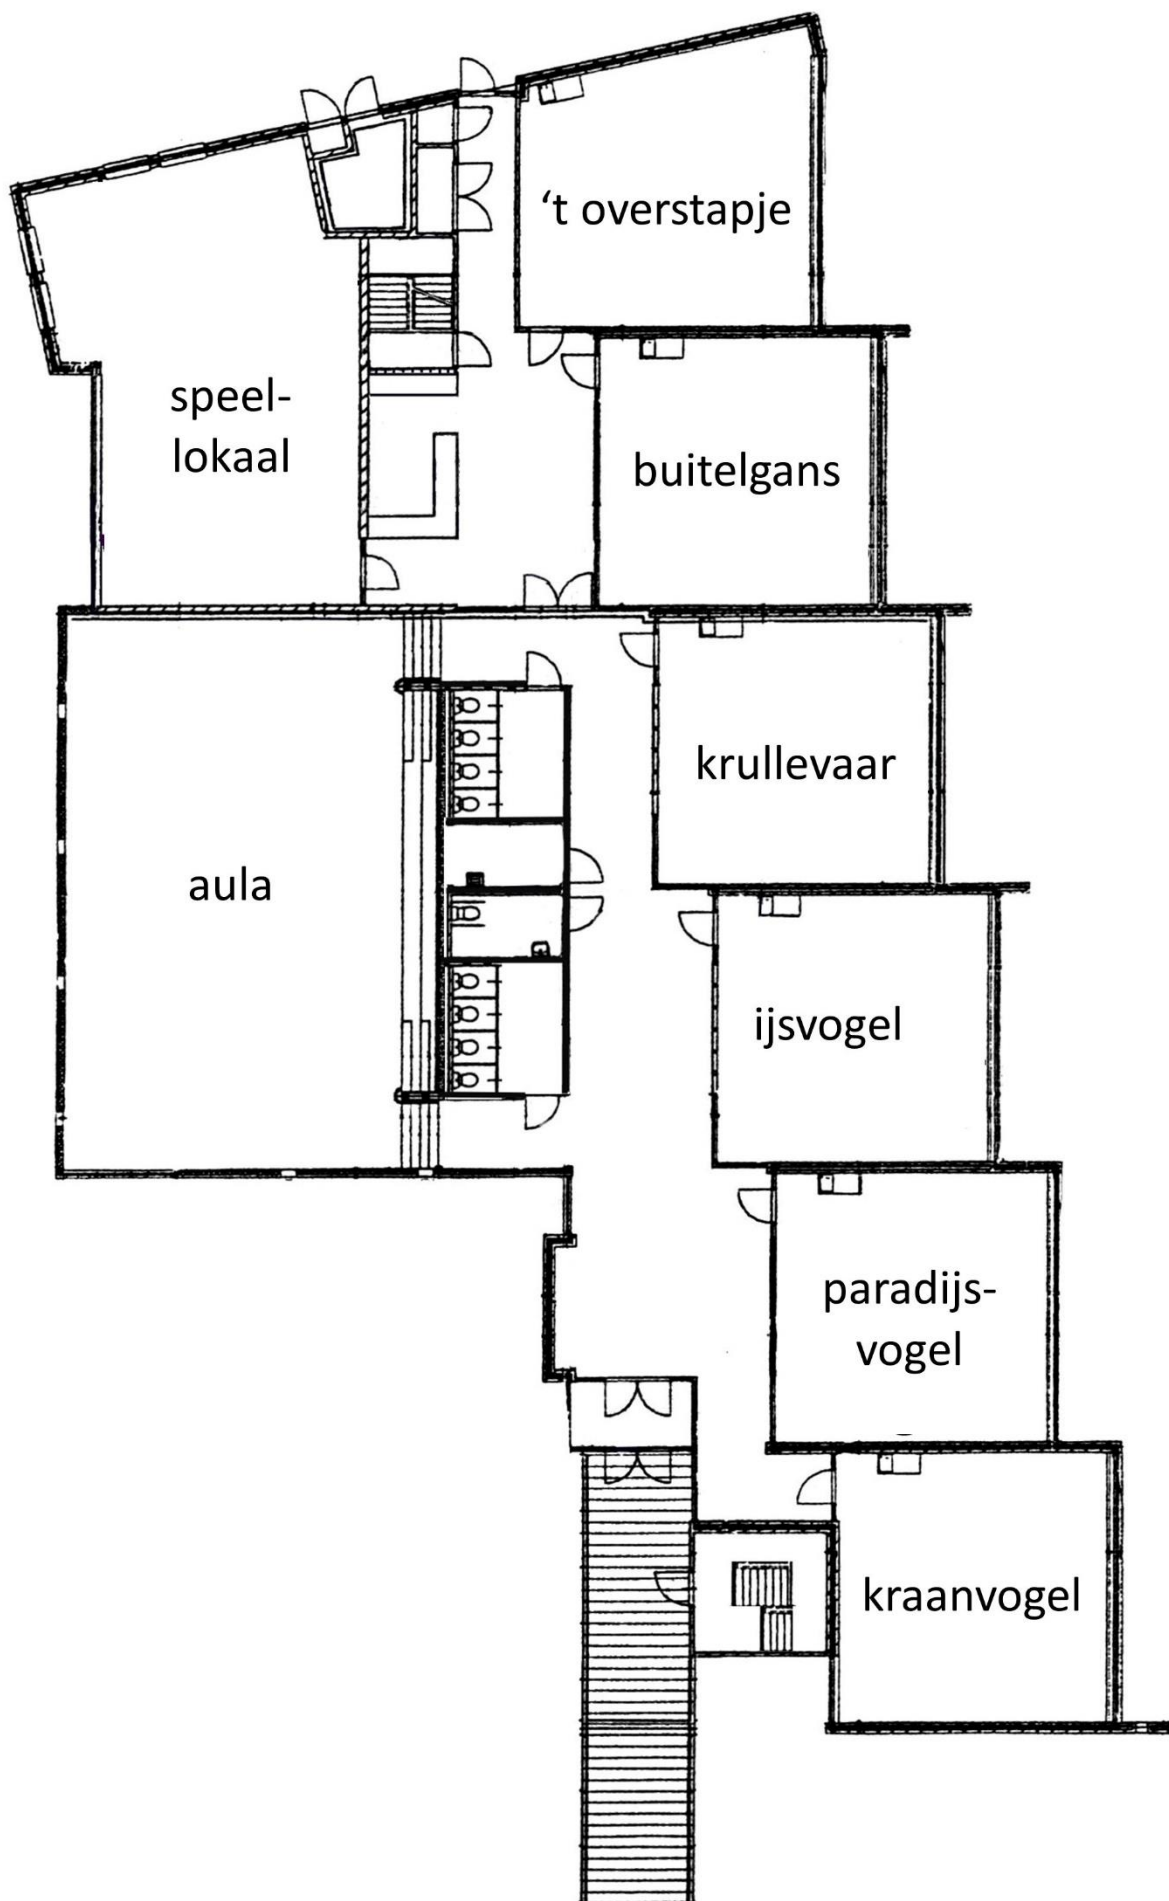 ‘t overstapje
speel-
lokaal
buitelgans
krullevaar
aula
ijsvogel
paradijs-
vogel
kraanvogel